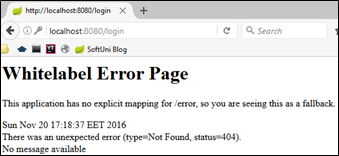 http://localhost:8080/login
localhost:8080/login
Search
SoftUni Blog
Whitelabel Error Page
This application has no explicit mapping for /error, so you are seeing this as a fallback.
Sun Nov 20 17:18:37 EET 2016
There was an unexpected error (type=Not Found, status=404).
No message available